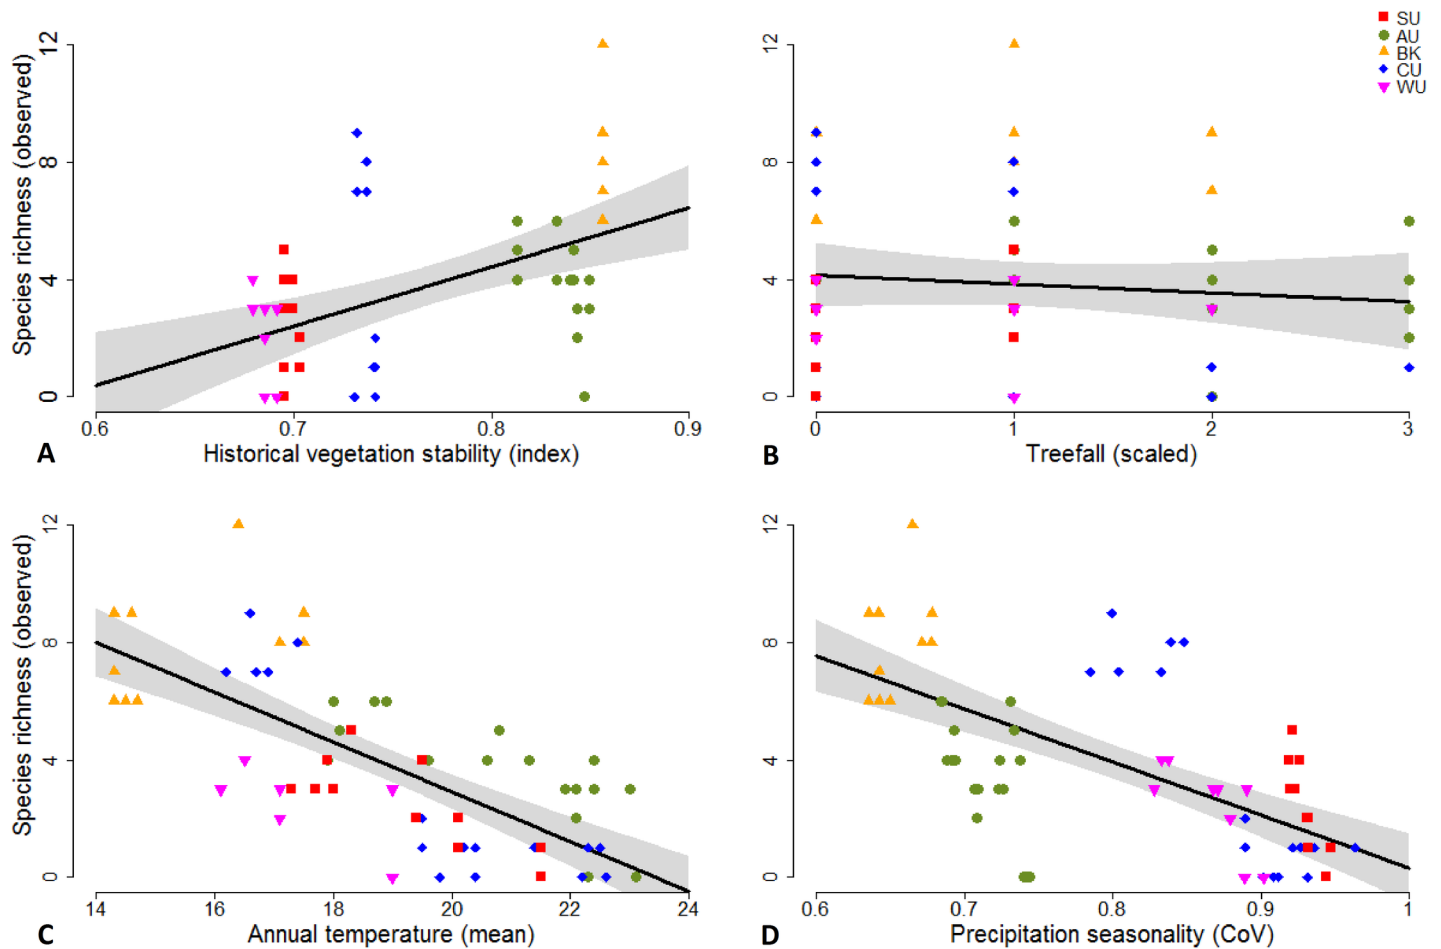 SU
AU
BK
CU
WU
Species richness (observed)
12
8
4
0
0.6 0.7 0.8 0.9
A Historical vegetation stability (index)
12
8
4
0
0 1 2 3
B Treefall (scaled)
Species richness (observed)
12
8
4
0
14 16 18 20 22 24
C Annual temperature (mean)
12
8
4
0
0.6 0.7 0.8 0.9 1
D Precipitation seasonality (CoV)